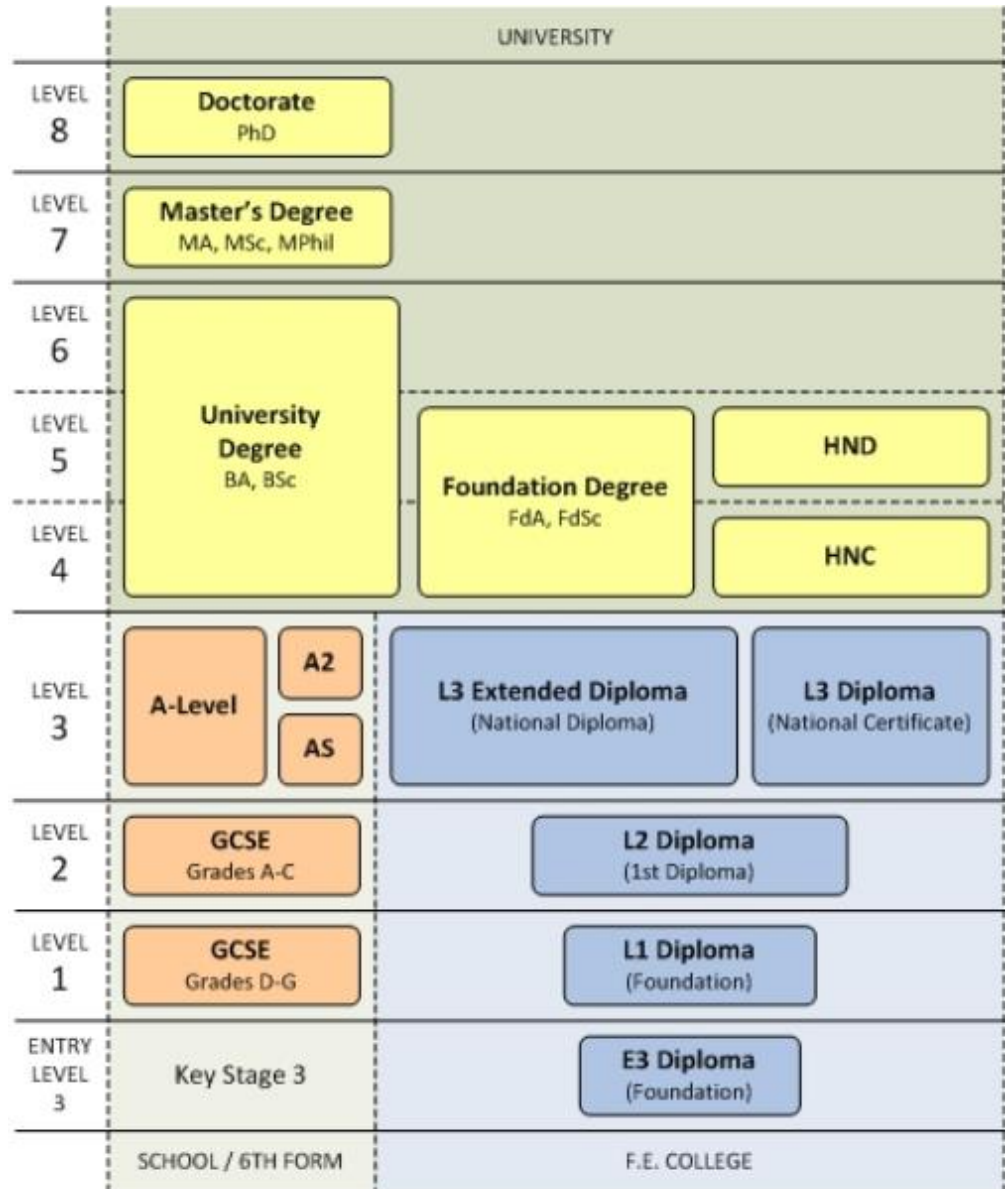 UNIVERSITY
LEVEL
8
Doctorate
PhD
LEVEL
7
Master's Degree
MA, MSc, MPhil
LEVEL
6
LEVEL
5
University
Degree
BA, BSc
Foundation Degree
FdA, FdSc
HND
LEVEL
4
HNC
LEVEL
3
A-Level
A2
AS
L3 Extended Diploma
(National Diploma)
L3 Diploma
(National Certificate)
LEVEL
2
GCSE
Grades A-C
L2 Diploma
(1st Diploma)
LEVEL
1
GCSE
Grades D-G
L1 Diploma
(Foundation)
ENTRY
LEVEL
3
Key Stage 3
E3 Diploma
(Foundation)
SCHOOL / 6TH FORM
F.E. COLLEGE